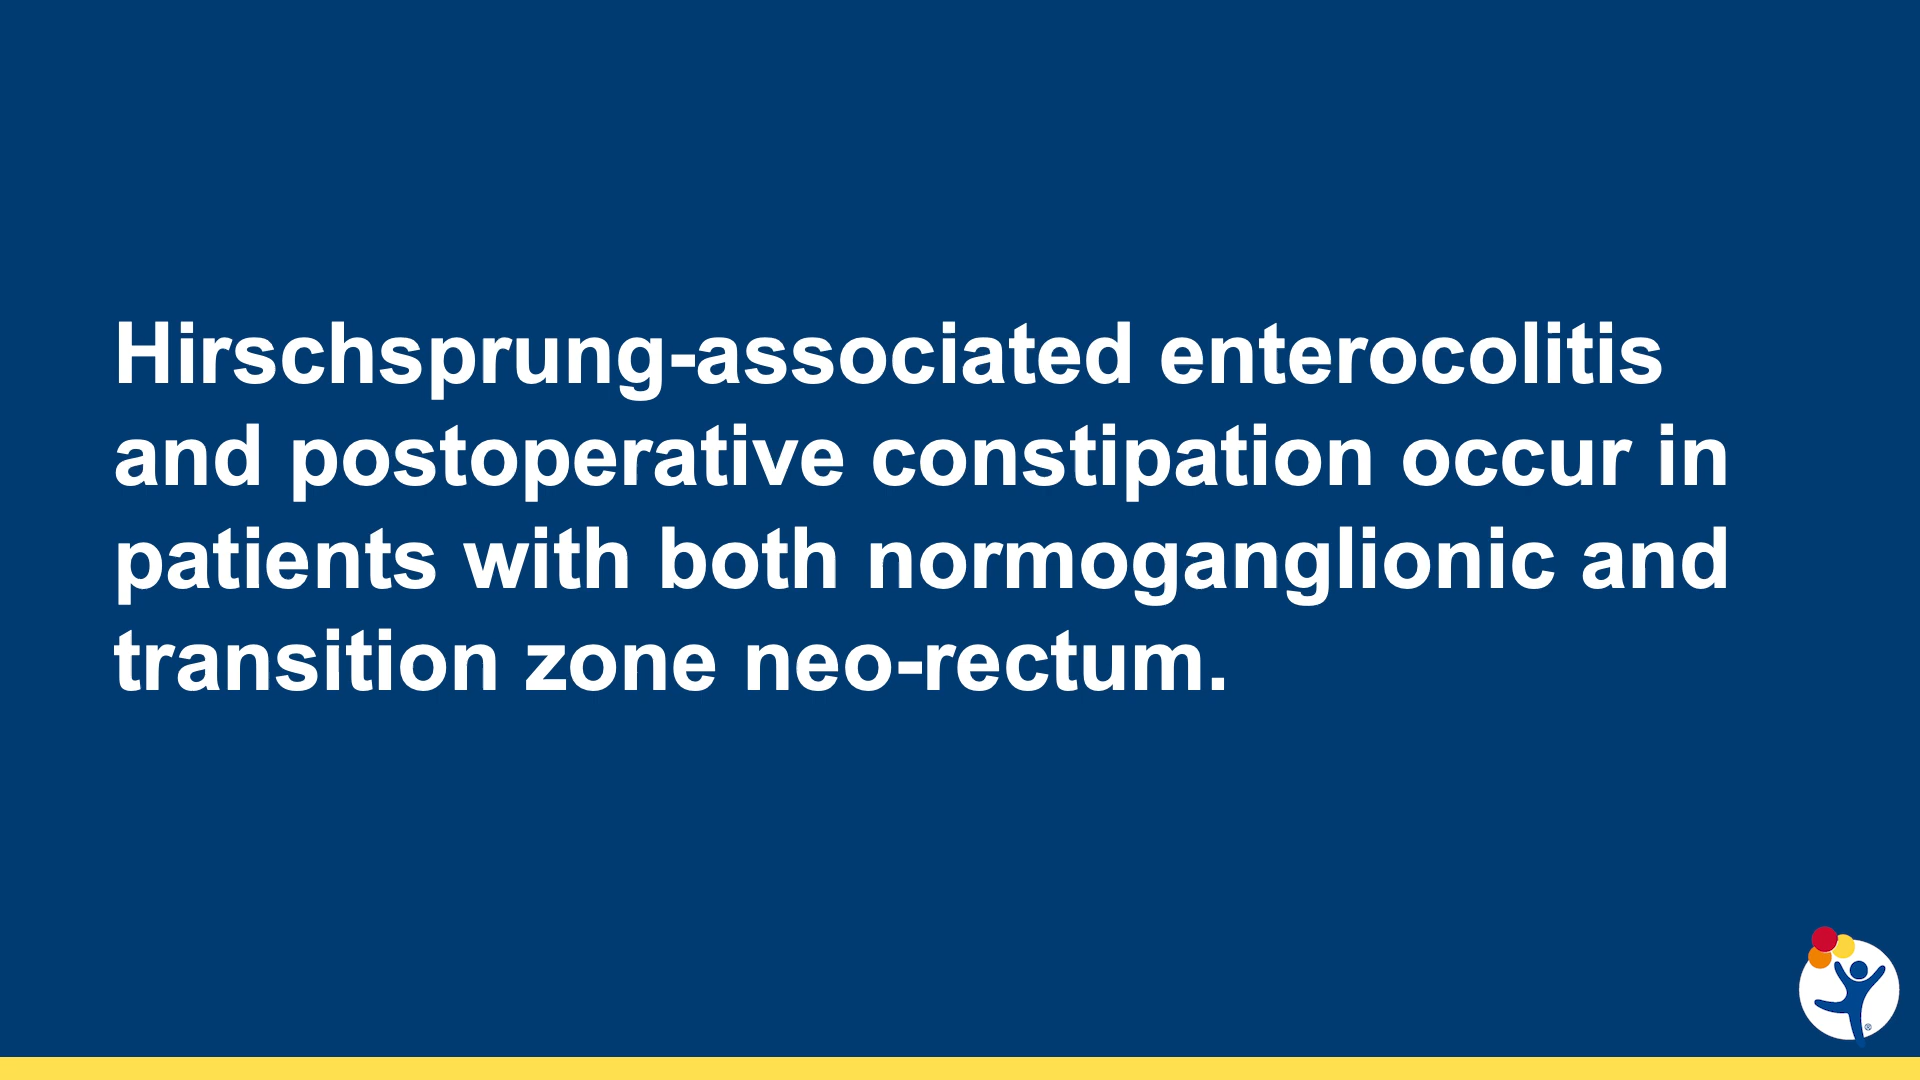 Hirschsprung-associated enterocolitis
and postoperative constipation occur in
patients with both normoganglionic and
transition zone neo-rectum.
®